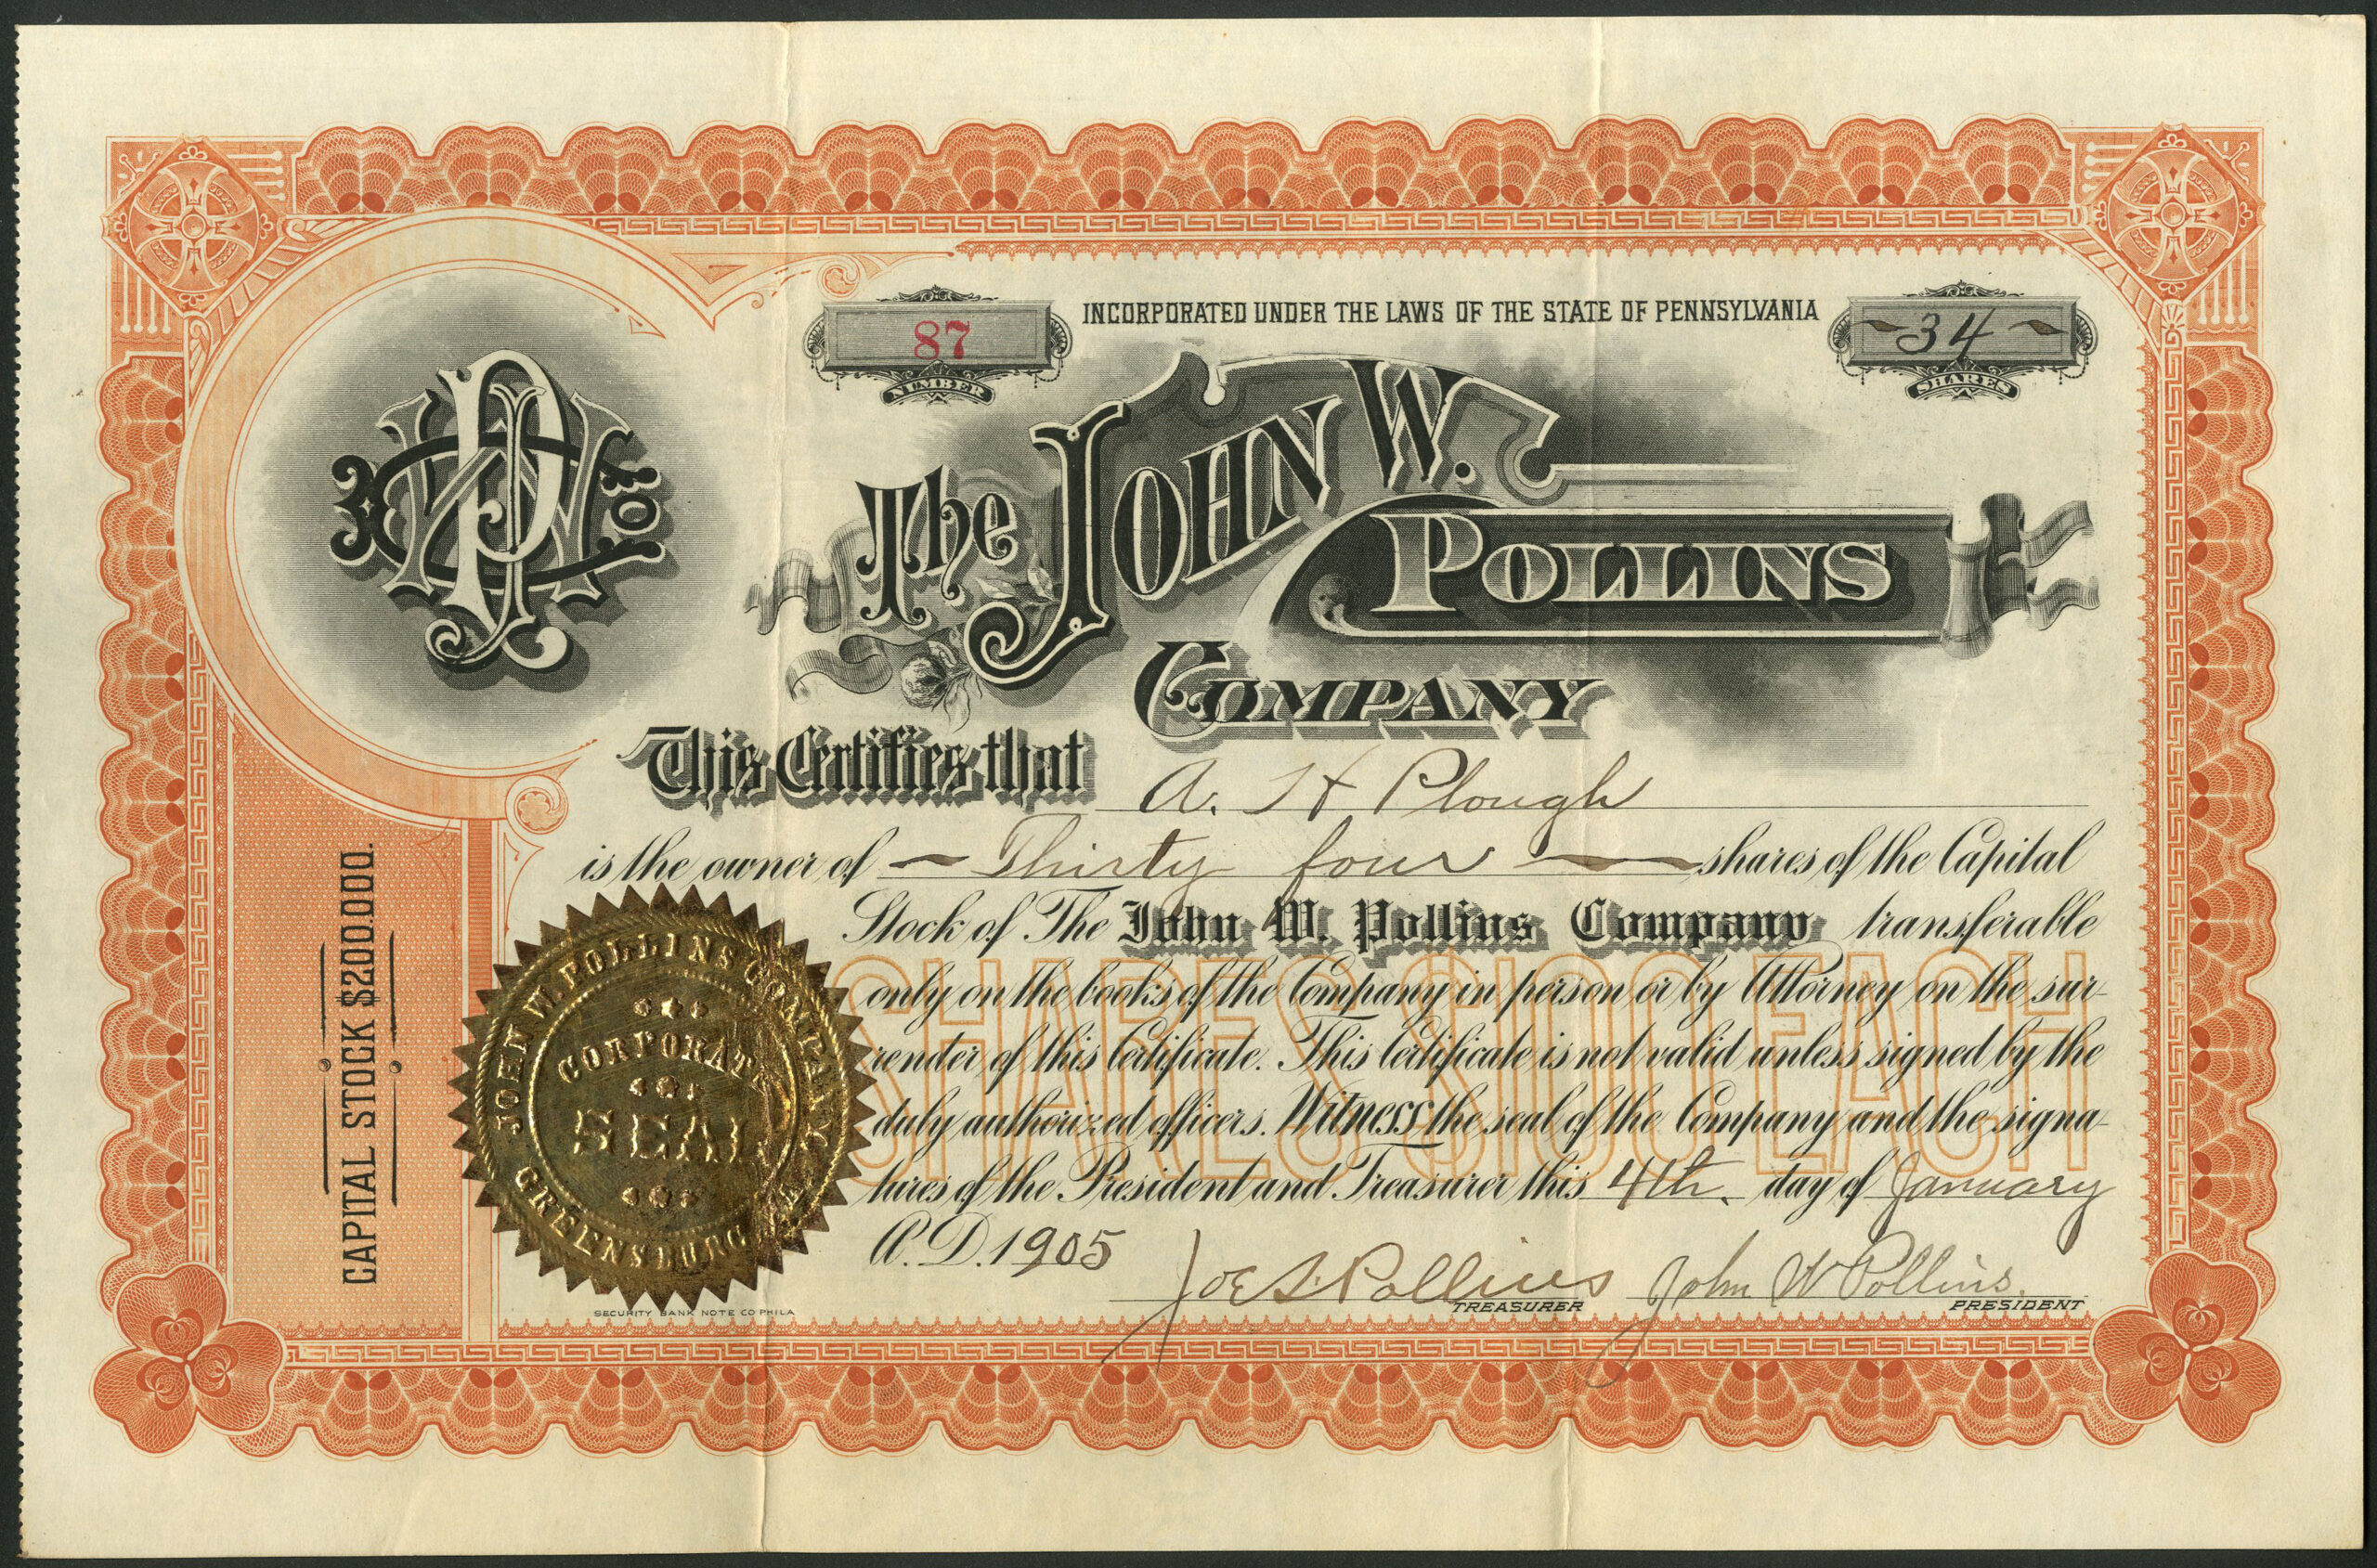 INCORPORATED UNDER THE LAWS OF THE STATE OF PENNSYLVANIA
87
NUMBER
34
SHARES
JWP Co
The JOHN W.
POLLINS
COMPANY
This Certifies that A. H Plough
is the owner of Thirty four shares of the Capital
Stock of The John W. Pollins Company transferable
only on the books of the Company in person or by Attorney on the sur-
render of this Certificate. This Certificate is not valid unless signed by the
duly authorized officers. Witness the seal of the Company and the signa-
tures of the President and Treasurer this 4th. day of January
A.D. 1905
Joe S. Pollins
TREASURER
John W Pollins.
PRESIDENT
SHARES $100 EACH
CAPITAL STOCK $200.000.
JOHN W. POLLINS COMPANY
CORPORATE
SEAL
GREENSBURG, PA
SECURITY BANK NOTE CO PHILA